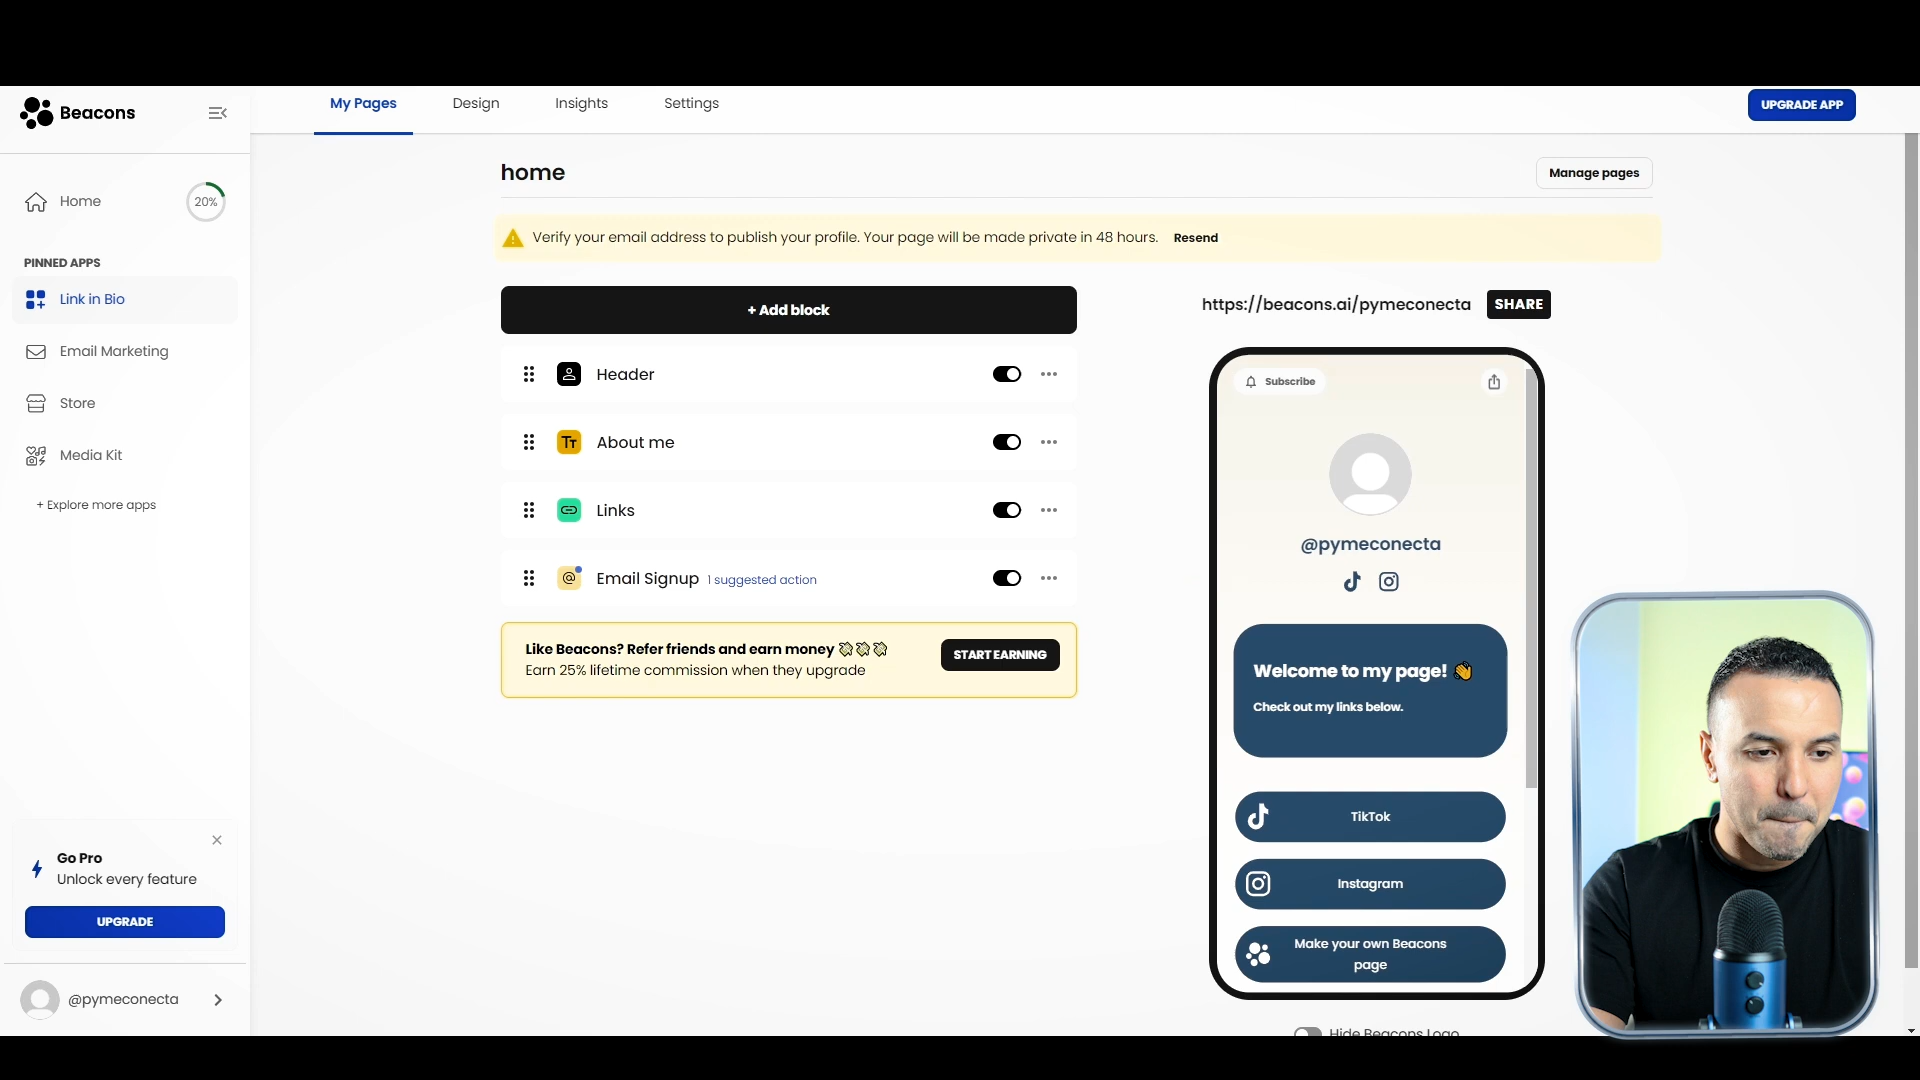 Beacons
Home
20%
PINNED APPS
Link in Bio
Email Marketing
Store
Media Kit
+ Explore more apps
Go Pro
Unlock every feature
UPGRADE
@pymeconecta
My Pages
Design
Insights
Settings
UPGRADE APP
home
Manage pages
Verify your email address to publish your profile. Your page will be made private in 48 hours. Resend
+ Add block
Header
About me
Links
Email Signup 1 suggested action
Like Beacons? Refer friends and earn money 💸💸💸
Earn 25% lifetime commission when they upgrade
START EARNING
https://beacons.ai/pymeconecta
SHARE
Subscribe
@pymeconecta
Welcome to my page! 👋
Check out my links below.
TikTok
Instagram
Make your own Beacons
page
Hide Beacons Logo